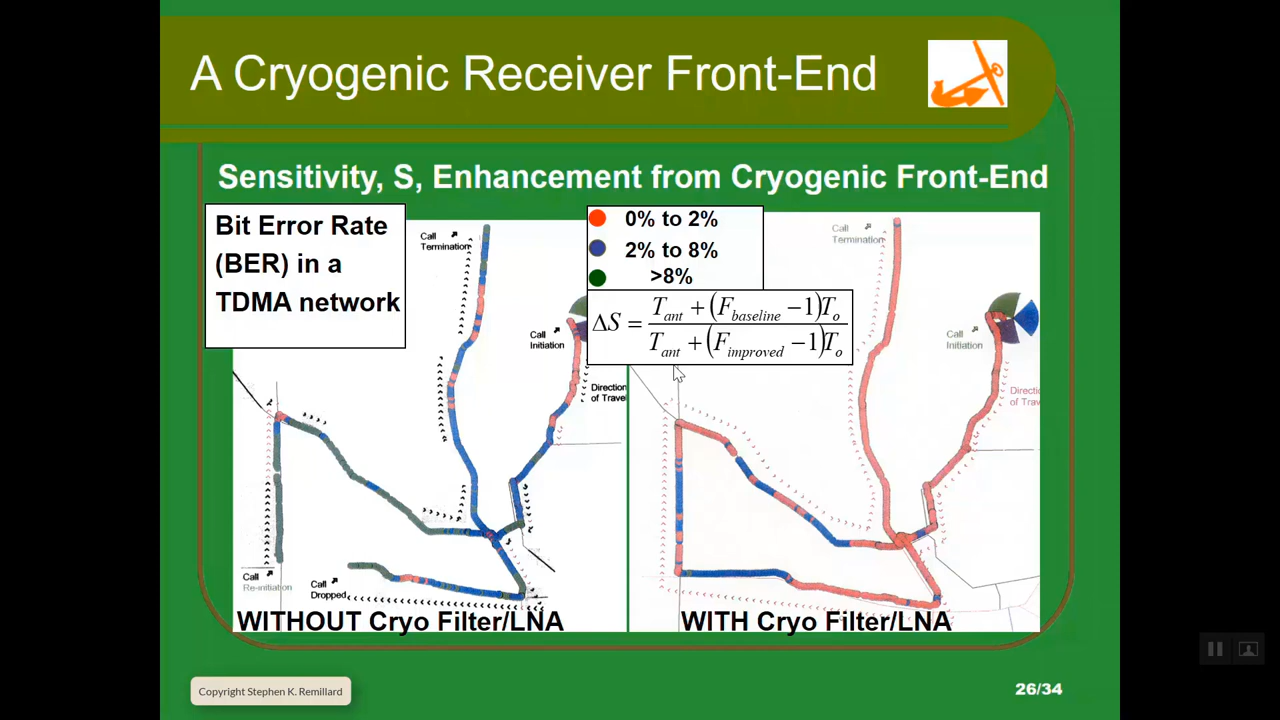 A Cryogenic Receiver Front-End
Sensitivity, S, Enhancement from Cryogenic Front-End
Bit Error Rate
(BER) in a
TDMA network
0% to 2%
2% to 8%
>8%
ΔS = (T_ant + (F_baseline − 1)T_o) / (T_ant + (F_improved − 1)T_o)
Call
Termination
Call
Initiation
Direction
of Travel
Call
Re-initiation
Call
Dropped
WITHOUT Cryo Filter/LNA
Call
Termination
Call
Initiation
Directio
of Trave
WITH Cryo Filter/LNA
Copyright Stephen K. Remillard
26/34